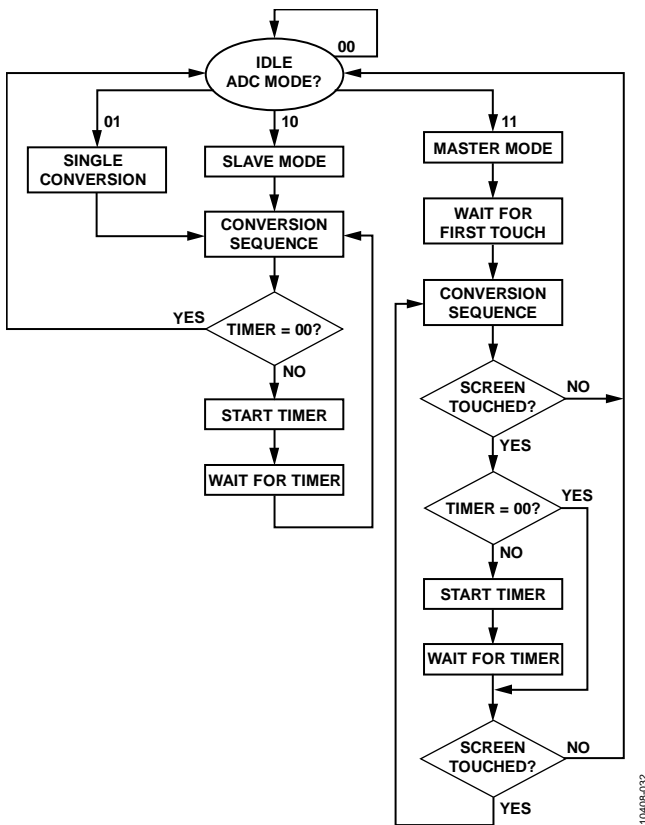 00
IDLE
ADC MODE?
01
10
11
SINGLE
CONVERSION
SLAVE MODE
MASTER MODE
CONVERSION
SEQUENCE
WAIT FOR
FIRST TOUCH
CONVERSION
SEQUENCE
YES
TIMER = 00?
NO
START TIMER
WAIT FOR TIMER
SCREEN
TOUCHED?
NO
YES
TIMER = 00?
YES
NO
START TIMER
WAIT FOR TIMER
SCREEN
TOUCHED?
NO
YES
10408-032